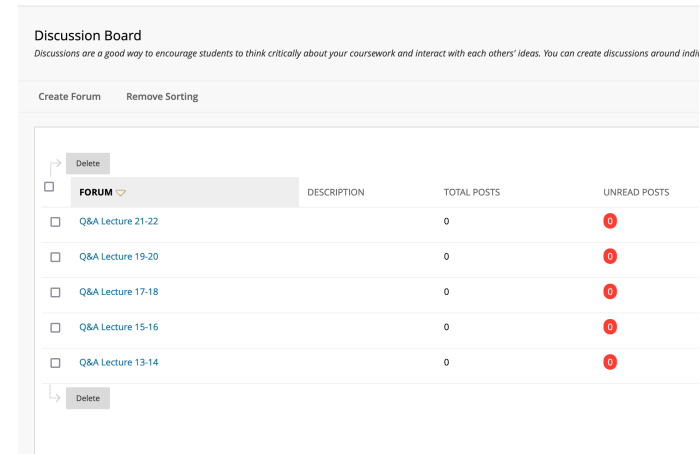 Discussion Board
Discussions are a good way to encourage students to think critically about your coursework and interact with each others' ideas. You can create discussions around
Create Forum Remove Sorting
Delete
FORUM DESCRIPTION TOTAL POSTS UNREAD POSTS
Q&A Lecture 21-22 0 0
Q&A Lecture 19-20 0 0
Q&A Lecture 17-18 0 0
Q&A Lecture 15-16 0 0
Q&A Lecture 13-14 0 0
Delete